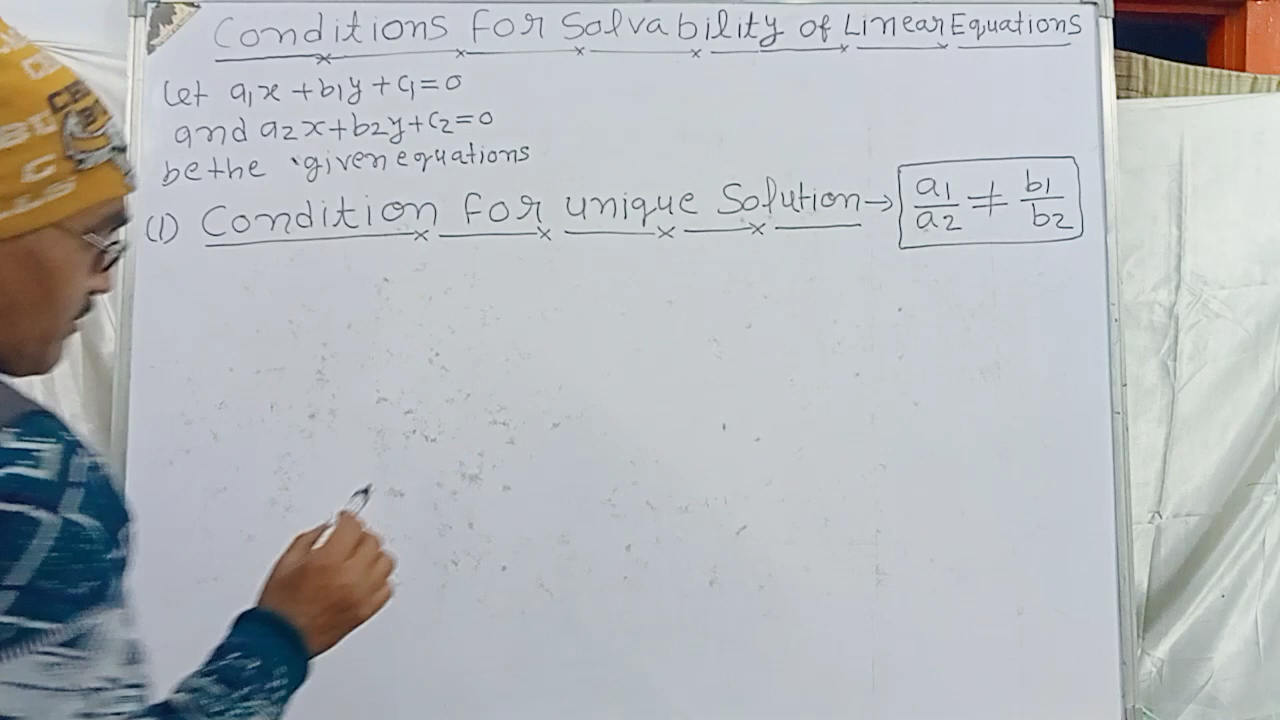 Conditions for Solvability of Linear Equations
Let a₁x + b₁y + c₁ = 0
and a₂x + b₂y + c₂ = 0
be the given equations
(1) Condition for unique Solution → a₁/a₂ ≠ b₁/b₂